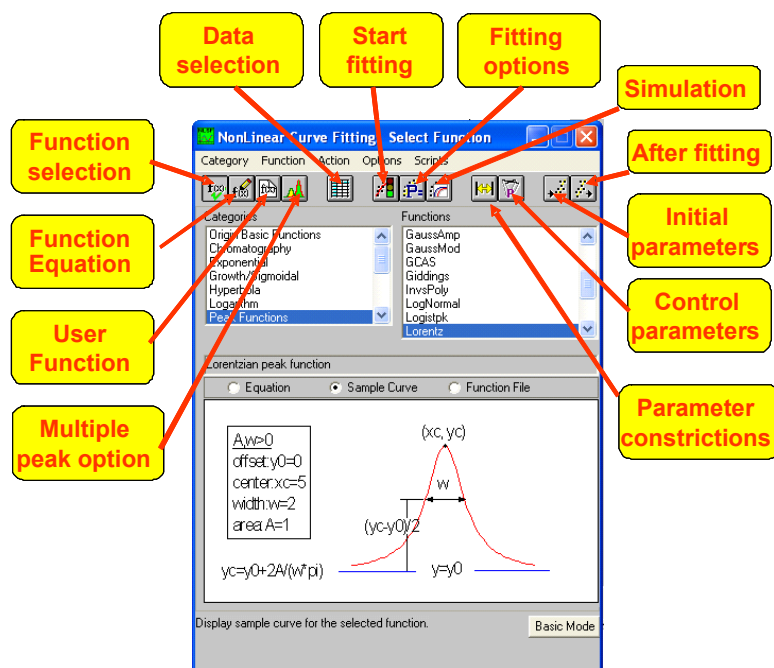 Data
selection
Start
fitting
Fitting
options
Simulation
Function
selection
NonLinear Curve Fitting: Select Function
After fitting
Category Function Action Options Scripts
Function
Equation
Initial
parameters
Categories
Origin Basic Functions
Chromatography
Exponential
Growth/Sigmoidal
Hyperbola
Logarithm
Peak Functions
Functions
GaussAmp
GaussMod
GCAS
Giddings
InvsPoly
LogNormal
Logistpk
Lorentz
User
Function
Control
parameters
Lorentzian peak function
Equation Sample Curve Function File
Multiple
peak option
Parameter
constrictions
A,w>0
offset:y0=0
center:xc=5
width:w=2
area:A=1
(xc, yc)
w
(yc-y0)/2
yc=y0+2A/(w*pi)
y=y0
Display sample curve for the selected function.
Basic Mode